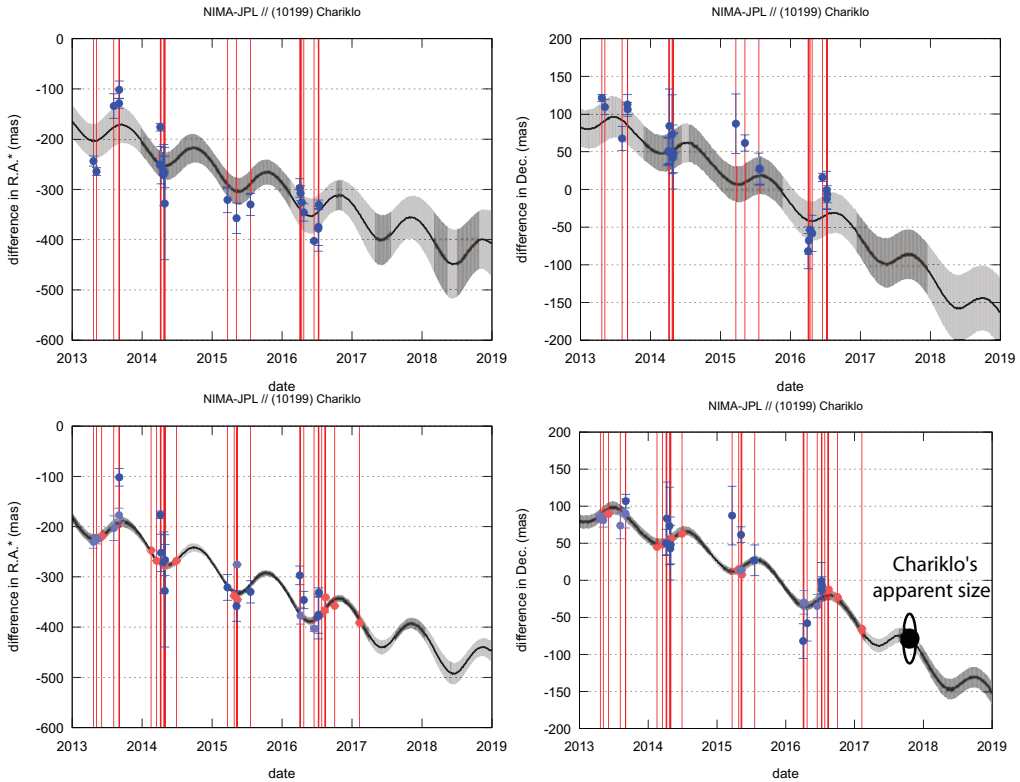 NIMA-JPL // (10199) Chariklo
difference in R.A.* (mas)
0
-100
-200
-300
-400
-500
-600
2013 2014 2015 2016 2017 2018 2019
date
NIMA-JPL // (10199) Chariklo
difference in Dec. (mas)
200
150
100
50
0
-50
-100
-150
-200
2013 2014 2015 2016 2017 2018 2019
date
NIMA-JPL // (10199) Chariklo
difference in R.A.* (mas)
0
-100
-200
-300
-400
-500
-600
2013 2014 2015 2016 2017 2018 2019
date
NIMA-JPL // (10199) Chariklo
difference in Dec. (mas)
200
150
100
50
0
-50
-100
-150
-200
Chariklo's
apparent size
2013 2014 2015 2016 2017 2018 2019
date